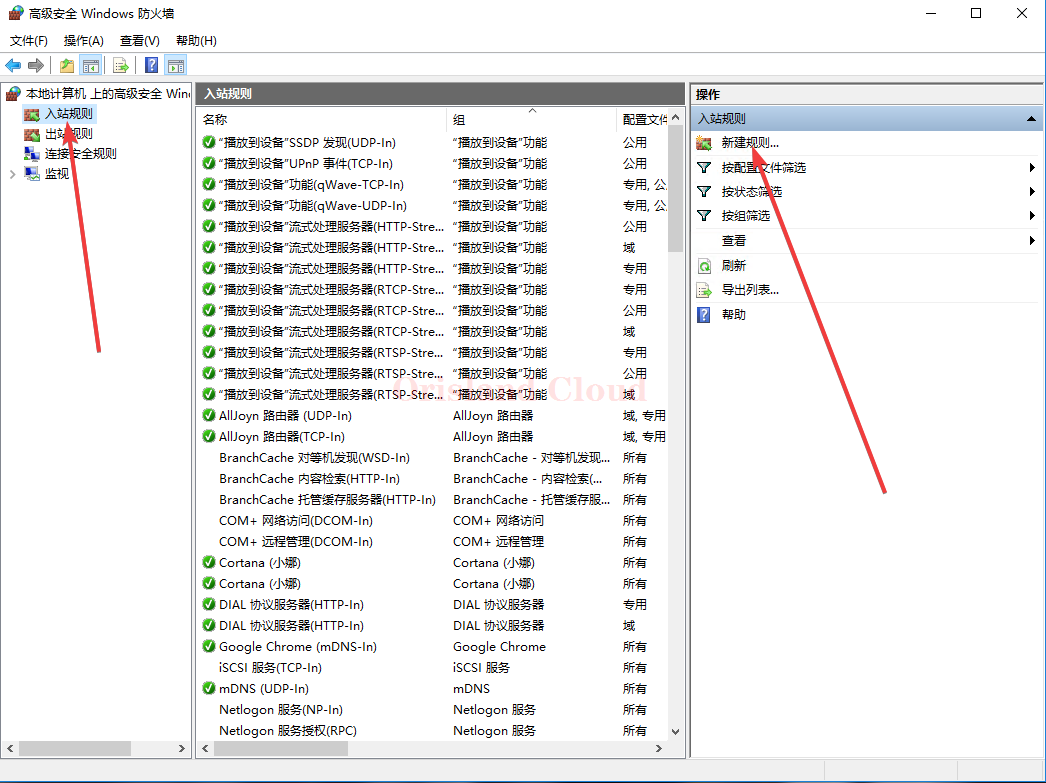 高级安全 Windows 防火墙
文件(F) 操作(A) 查看(V) 帮助(H)
本地计算机 上的高级安全 Win
入站规则
出站规则
连接安全规则
监视
入站规则
名称 组 配置文件
“播放到设备”SSDP 发现(UDP-In) “播放到设备”功能 公用
“播放到设备”UPnP 事件(TCP-In) “播放到设备”功能 公用
“播放到设备”功能(qWave-TCP-In) “播放到设备”功能 专用, 公
“播放到设备”功能(qWave-UDP-In) “播放到设备”功能 专用, 公
“播放到设备”流式处理服务器(HTTP-Stre... “播放到设备”功能 公用
“播放到设备”流式处理服务器(HTTP-Stre... “播放到设备”功能 域
“播放到设备”流式处理服务器(HTTP-Stre... “播放到设备”功能 专用
“播放到设备”流式处理服务器(RTCP-Stre... “播放到设备”功能 专用
“播放到设备”流式处理服务器(RTCP-Stre... “播放到设备”功能 公用
“播放到设备”流式处理服务器(RTCP-Stre... “播放到设备”功能 域
“播放到设备”流式处理服务器(RTSP-Stre... “播放到设备”功能 专用
“播放到设备”流式处理服务器(RTSP-Stre... “播放到设备”功能 公用
“播放到设备”流式处理服务器(RTSP-Stre... “播放到设备”功能 域
AllJoyn 路由器 (UDP-In) AllJoyn 路由器 域, 专用
AllJoyn 路由器(TCP-In) AllJoyn 路由器 域, 专用
BranchCache 对等机发现(WSD-In) BranchCache - 对等机发现... 所有
BranchCache 内容检索(HTTP-In) BranchCache - 内容检索(... 所有
BranchCache 托管缓存服务器(HTTP-In) BranchCache - 托管缓存服... 所有
COM+ 网络访问(DCOM-In) COM+ 网络访问 所有
COM+ 远程管理(DCOM-In) COM+ 远程管理 所有
Cortana (小娜) Cortana (小娜) 所有
Cortana (小娜) Cortana (小娜) 所有
DIAL 协议服务器(HTTP-In) DIAL 协议服务器 专用
DIAL 协议服务器(HTTP-In) DIAL 协议服务器 域
Google Chrome (mDNS-In) Google Chrome 所有
iSCSI 服务(TCP-In) iSCSI 服务 所有
mDNS (UDP-In) mDNS 所有
Netlogon 服务(NP-In) Netlogon 服务 所有
Netlogon 服务授权(RPC) Netlogon 服务 所有
操作
入站规则
新建规则...
按配置文件筛选
按状态筛选
按组筛选
查看
刷新
导出列表...
帮助
Cloud